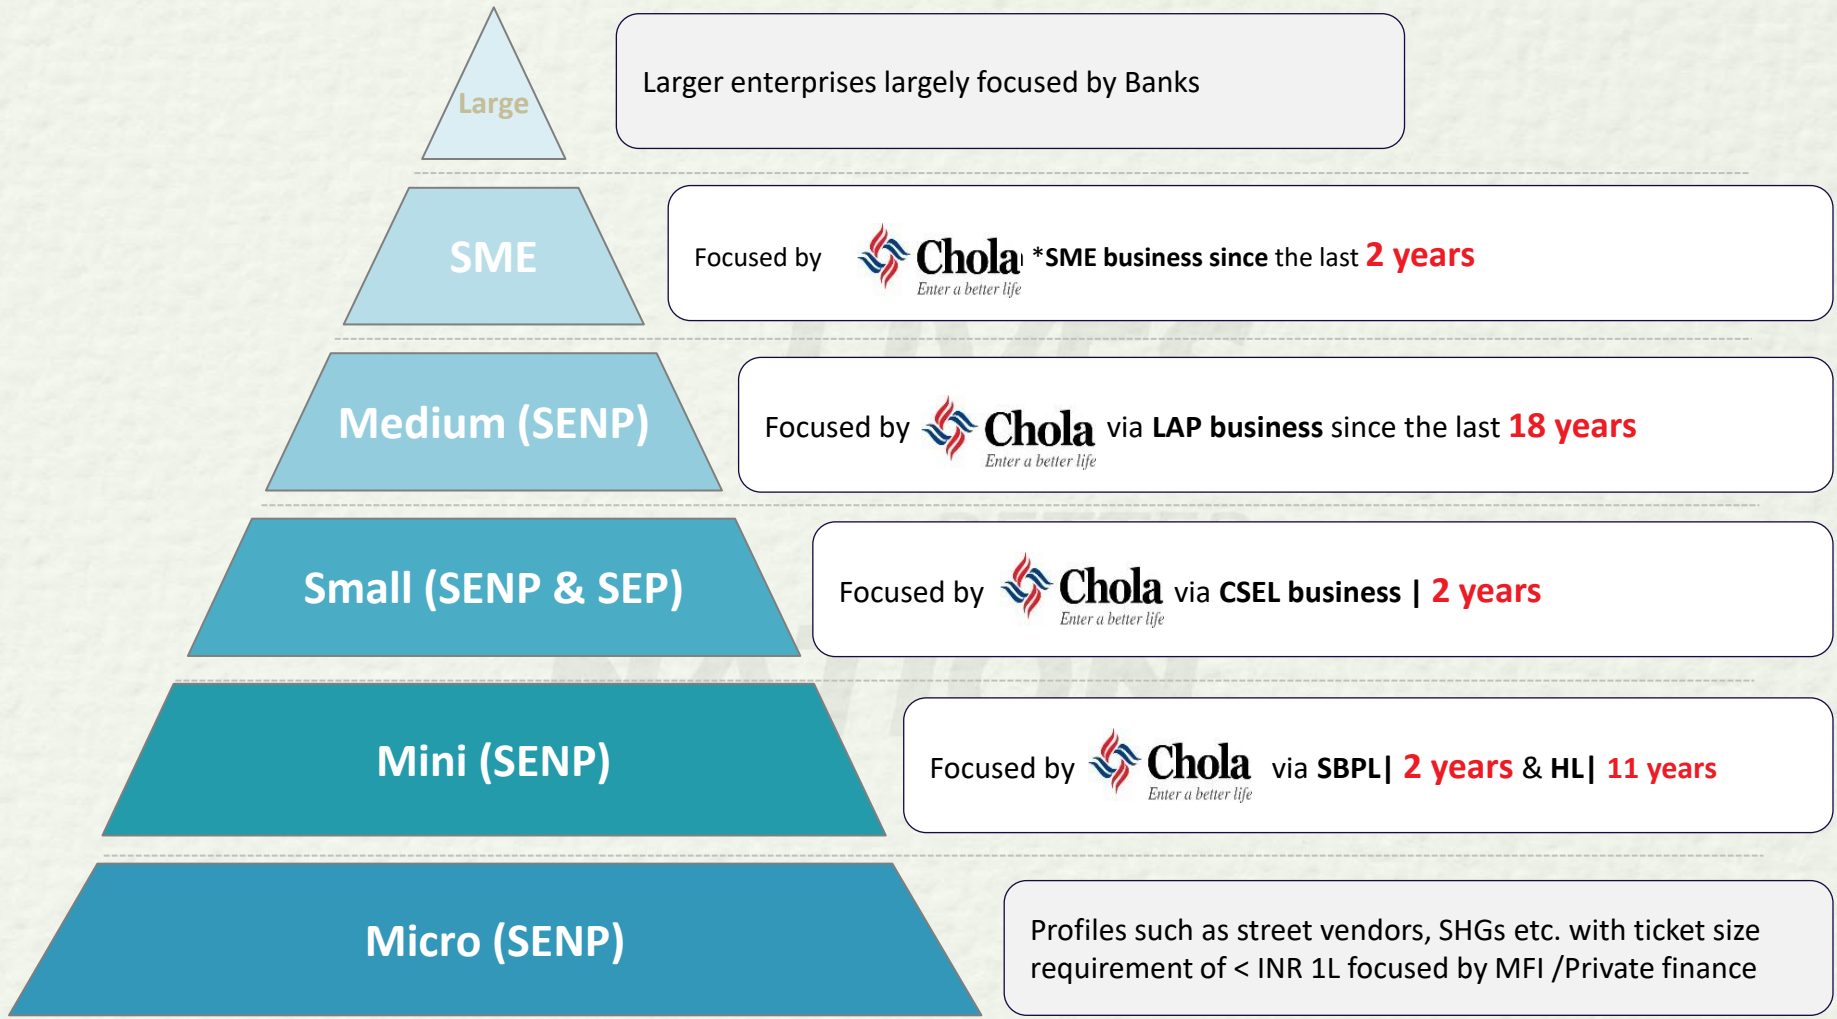 Large
Larger enterprises largely focused by Banks
SME
Focused by Chola *SME business since the last 2 years
Enter a better life
Medium (SENP)
Focused by Chola via LAP business since the last 18 years
Enter a better life
Small (SENP & SEP)
Focused by Chola via CSEL business | 2 years
Enter a better life
Mini (SENP)
Focused by Chola via SBPL| 2 years & HL| 11 years
Enter a better life
Micro (SENP)
Profiles such as street vendors, SHGs etc. with ticket size
requirement of < INR 1L focused by MFI /Private finance
LIVES
BETTER
NATION